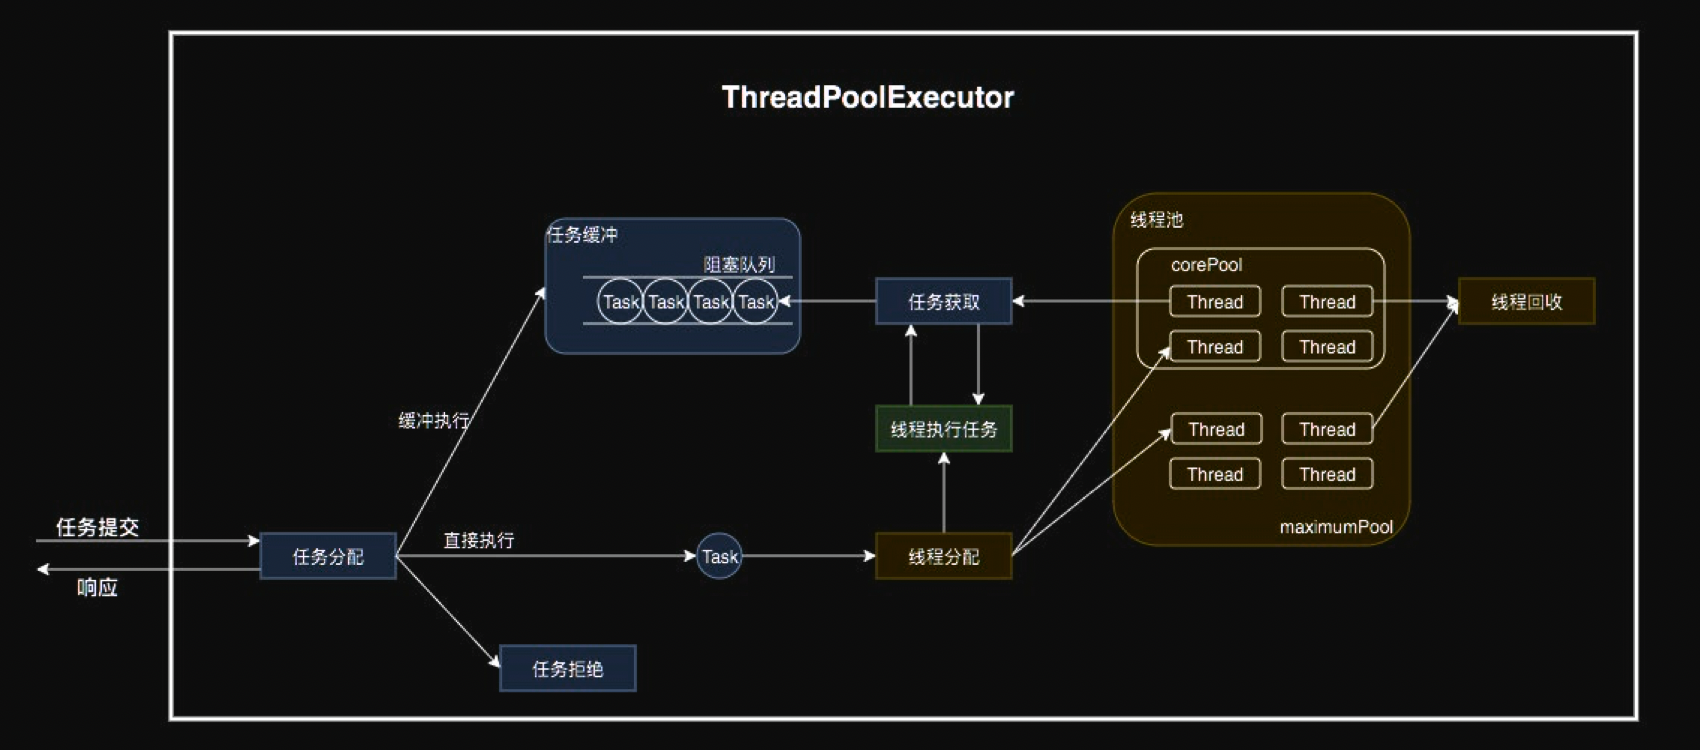 ThreadPoolExecutor
任务缓冲
阻塞队列
Task Task Task Task
任务获取
线程池
corePool
Thread Thread
Thread Thread
线程回收
缓冲执行
线程执行任务
Thread Thread
Thread Thread
maximumPool
任务提交
响应
任务分配
直接执行
Task
线程分配
任务拒绝